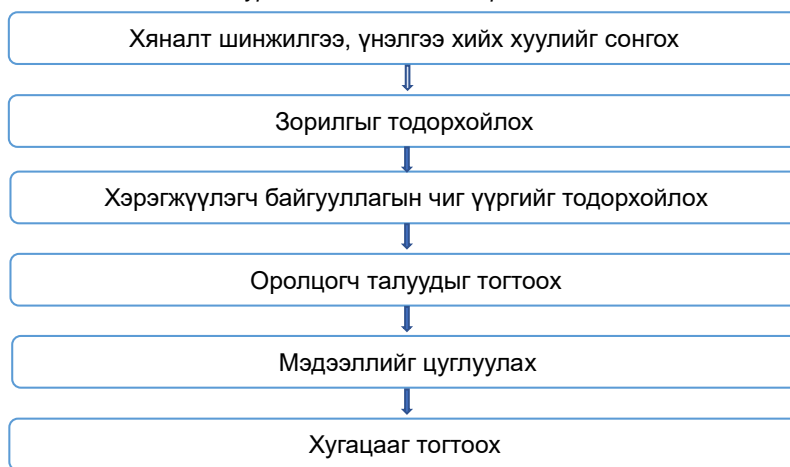 Хяналт шинжилгээ, үнэлгээ хийх хуулийг сонгох
Зорилгыг тодорхойлох
Хэрэгжүүлэгч байгууллагын чиг үүргийг тодорхойлох
Оролцогч талуудыг тогтоох
Мэдээллийг цуглуулах
Хугацааг тогтоох